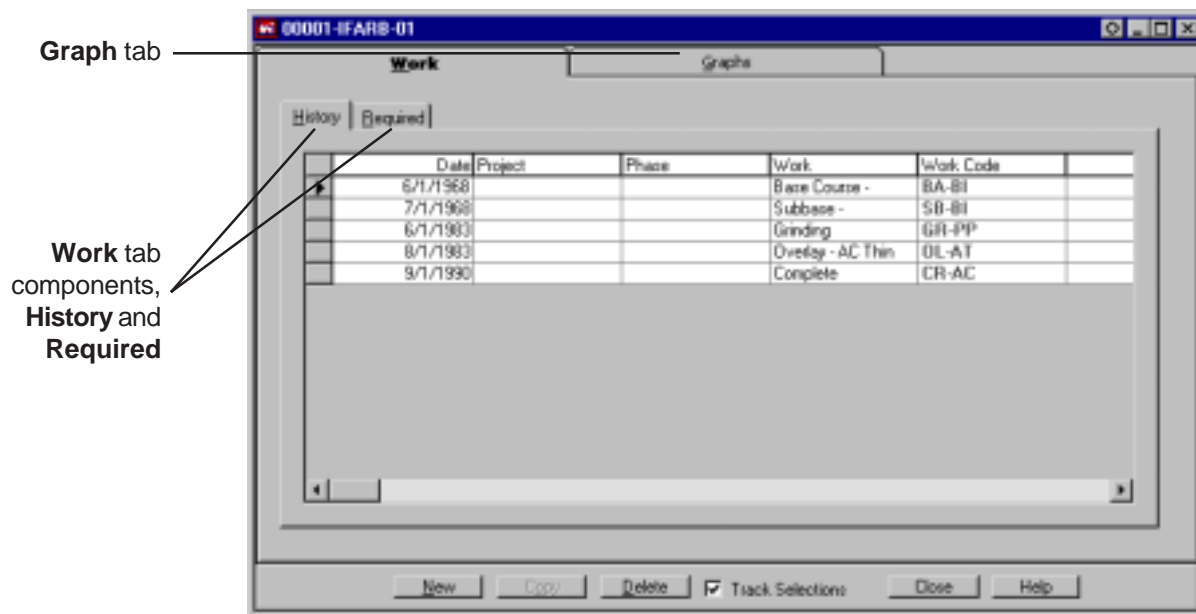 00001-IFARB-01
Graph tab
Work Graphs
History Required
Date Project Phase Work Work Code
6/1/1968 Base Course - BA-BI
7/1/1968 Subbase - SB-BI
6/1/1983 Grinding GR-PP
8/1/1983 Overlay - AC Thin OL-AT
9/1/1990 Complete CR-AC
Work tab
components,
History and
Required
New Copy Delete Track Selections Close Help